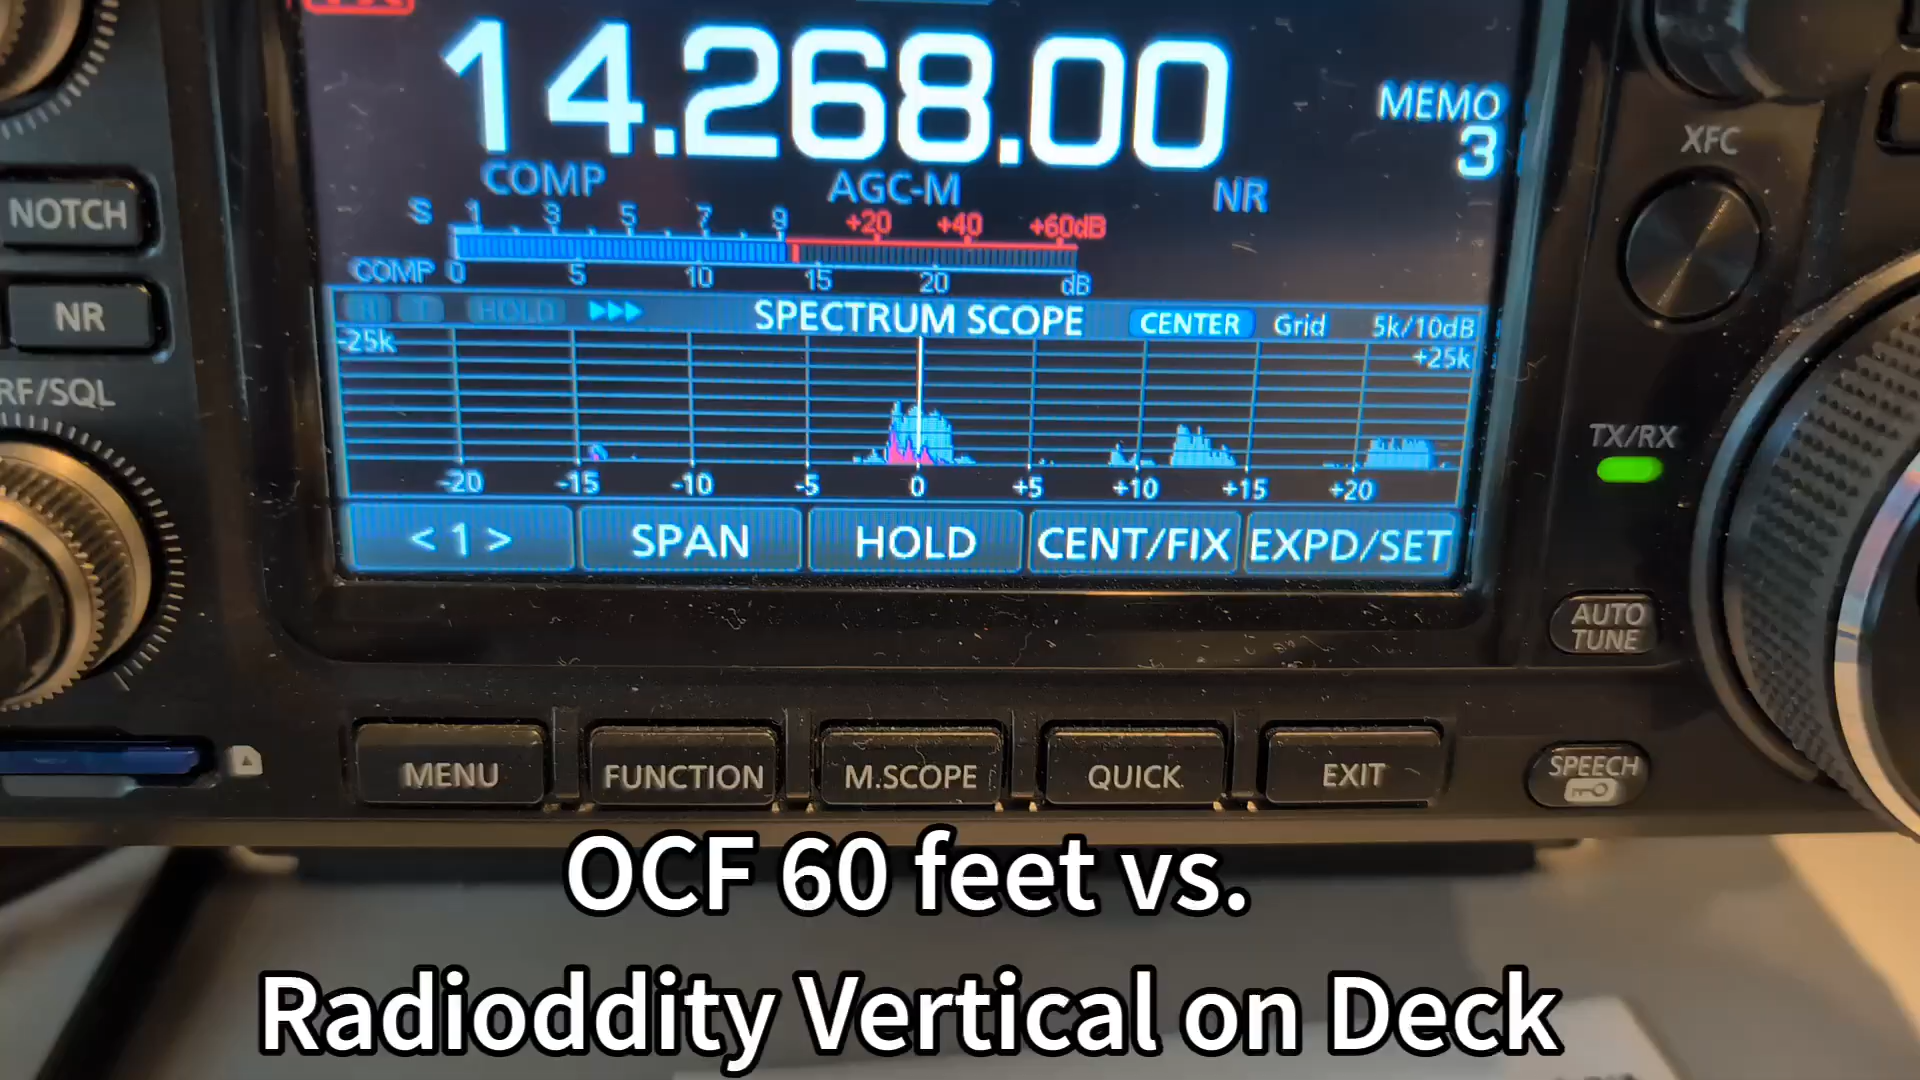 14.268.00
MEMO
3
XFC
COMP AGC-M NR
NOTCH
S 1 3 5 7 9 +20 +40 +60dB
COMP 0 5 10 15 20 dB
NR
HOLD SPECTRUM SCOPE CENTER Grid 5k/10dB
-25k +25k
RF/SQL
TX/RX
-20 -15 -10 -5 0 +5 +10 +15 +20
< 1 > SPAN HOLD CENT/FIX EXPD/SET
AUTO
TUNE
MENU FUNCTION M.SCOPE QUICK EXIT
SPEECH
OCF 60 feet vs.
Radioddity Vertical on Deck